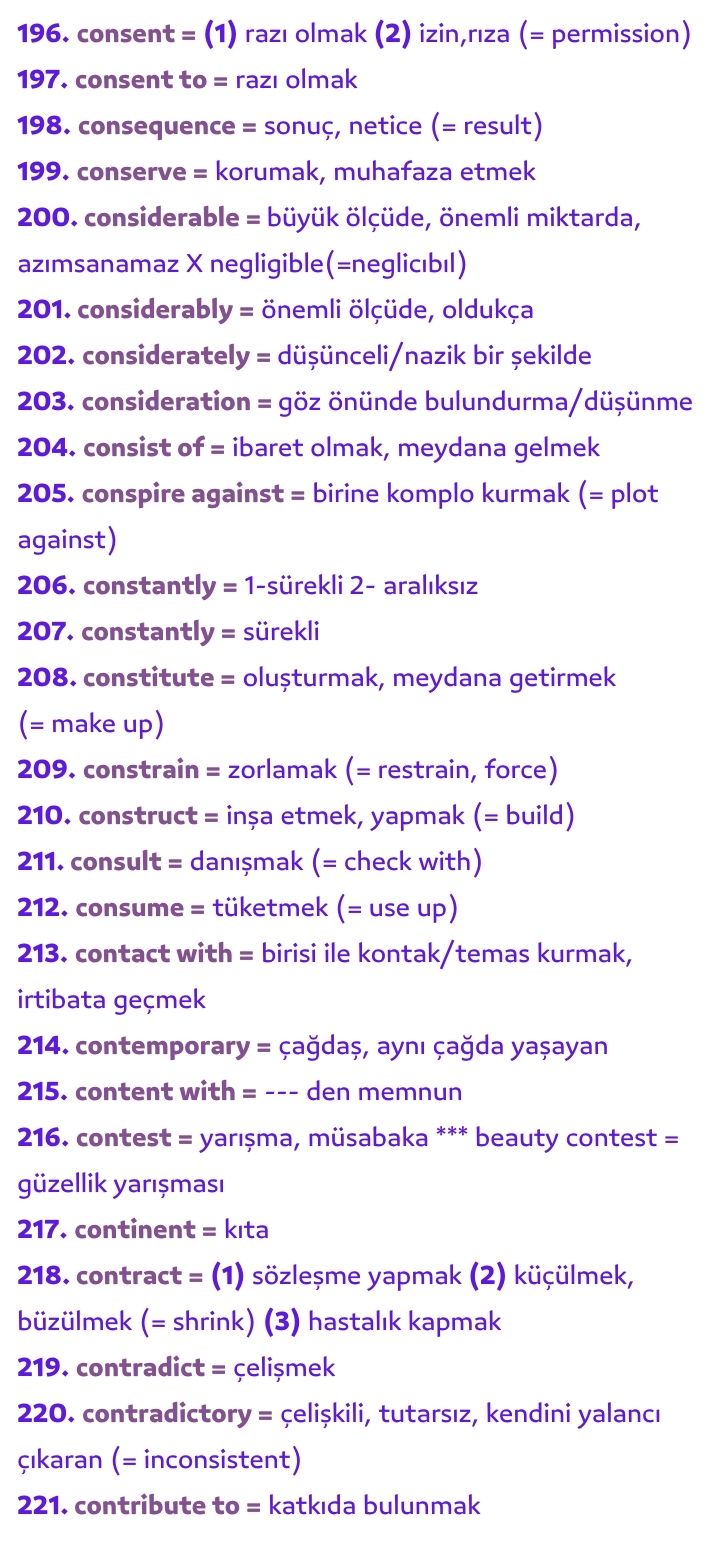 196. consent = (1) razı olmak (2) izin,rıza (= permission)
197. consent to = razı olmak
198. consequence = sonuç, netice (= result)
199. conserve = korumak, muhafaza etmek
200. considerable = büyük ölçüde, önemli miktarda,
azımsanamaz X negligible(=neglicıbıl)
201. considerably = önemli ölçüde, oldukça
202. considerately = düşünceli/nazik bir şekilde
203. consideration = göz önünde bulundurma/düşünme
204. consist of = ibaret olmak, meydana gelmek
205. conspire against = birine komplo kurmak (= plot
against)
206. constantly = 1-sürekli 2- aralıksız
207. constantly = sürekli
208. constitute = oluşturmak, meydana getirmek
(= make up)
209. constrain = zorlamak (= restrain, force)
210. construct = inşa etmek, yapmak (= build)
211. consult = danışmak (= check with)
212. consume = tüketmek (= use up)
213. contact with = birisi ile kontak/temas kurmak,
irtibata geçmek
214. contemporary = çağdaş, aynı çağda yaşayan
215. content with = --- den memnun
216. contest = yarışma, müsabaka *** beauty contest =
güzellik yarışması
217. continent = kıta
218. contract = (1) sözleşme yapmak (2) küçülmek,
büzülmek (= shrink) (3) hastalık kapmak
219. contradict = çelişmek
220. contradictory = çelişkili, tutarsız, kendini yalancı
çıkaran (= inconsistent)
221. contribute to = katkıda bulunmak